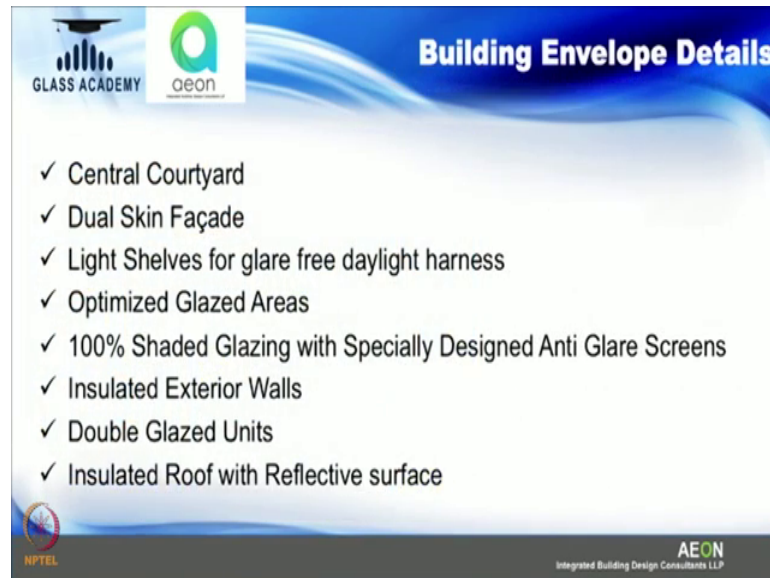 GLASS ACADEMY
aeon
Building Envelope Details
✓ Central Courtyard
✓ Dual Skin Façade
✓ Light Shelves for glare free daylight harness
✓ Optimized Glazed Areas
✓ 100% Shaded Glazing with Specially Designed Anti Glare Screens
✓ Insulated Exterior Walls
✓ Double Glazed Units
✓ Insulated Roof with Reflective surface
NPTEL
AEON
Integrated Building Design Consultants LLP